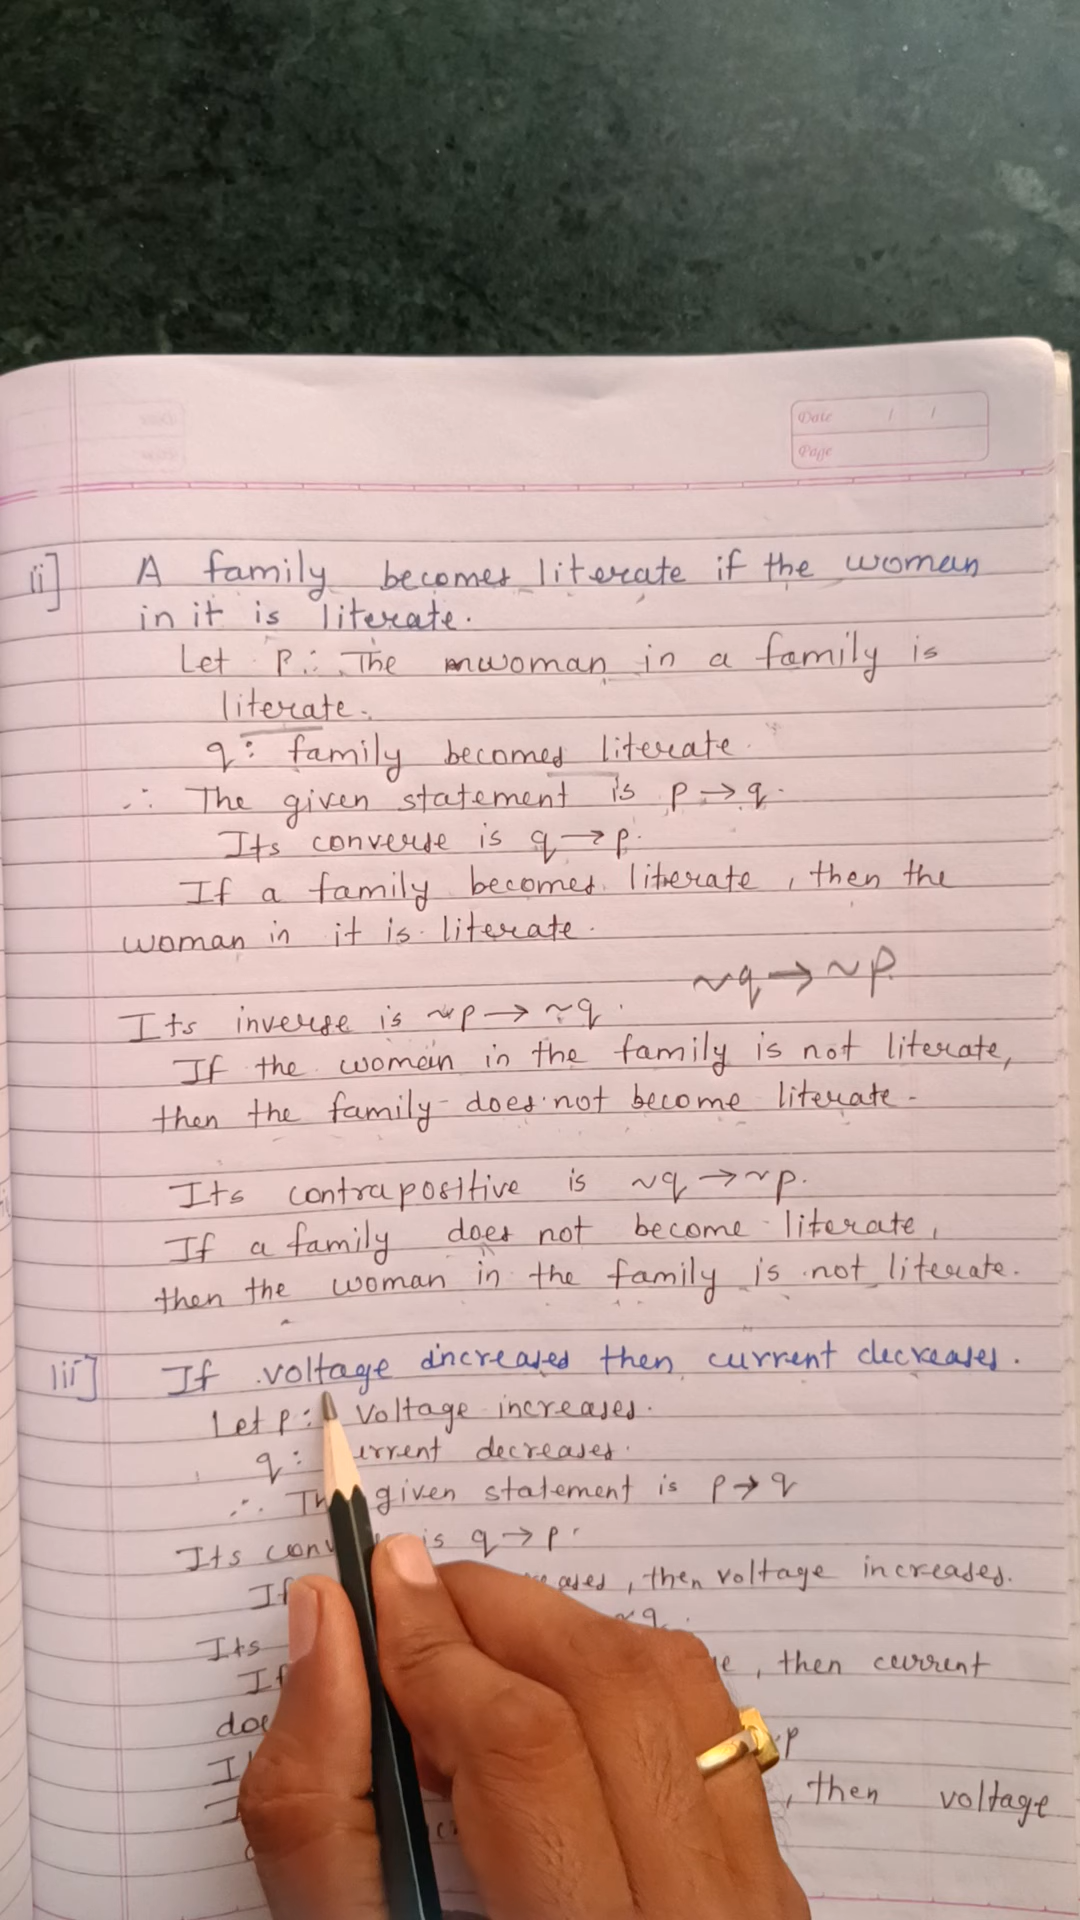 Date / /
Page
ii] A family becomes literate if the woman
in it is literate.
Let p: The woman in a family is
literate.
q: family becomes literate.
∴ The given statement is p → q.
Its converse is q → p.
If a family becomes literate, then the
woman in it is literate.
~q → ~p
Its inverse is ~p → ~q.
If the woman in the family is not literate,
then the family does not become literate.
Its contrapositive is ~q → ~p.
If a family does not become literate,
then the woman in the family is not literate.
iii] If voltage increases then current decreases.
Let p: Voltage increases.
q: decreases.
∴ given statement is p → q
Its is q → p.
If , then voltage increases.
~q.
Its
If , then current
p
, then voltage